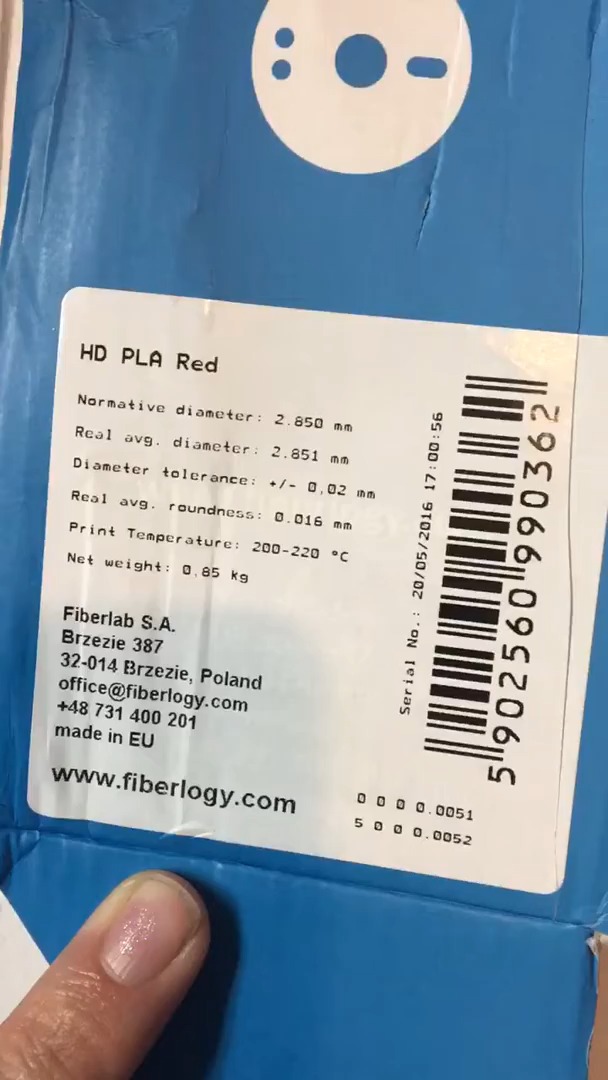 HD PLA Red
Normative diameter: 2.850 mm
Real avg. diameter: 2.851 mm
Diameter tolerance: +/- 0,02 mm
Real avg. roundness: 0.016 mm
Print Temperature: 200-220 °C
Net weight: 0,85 kg
Fiberlab S.A.
Brzezie 387
32-014 Brzezie, Poland
office@fiberlogy.com
+48 731 400 201
made in EU
www.fiberlogy.com
Serial No.: 20/05/2016 17:00:56
5902560990362
0 0 0 0.0051
5 0 0 0.0052